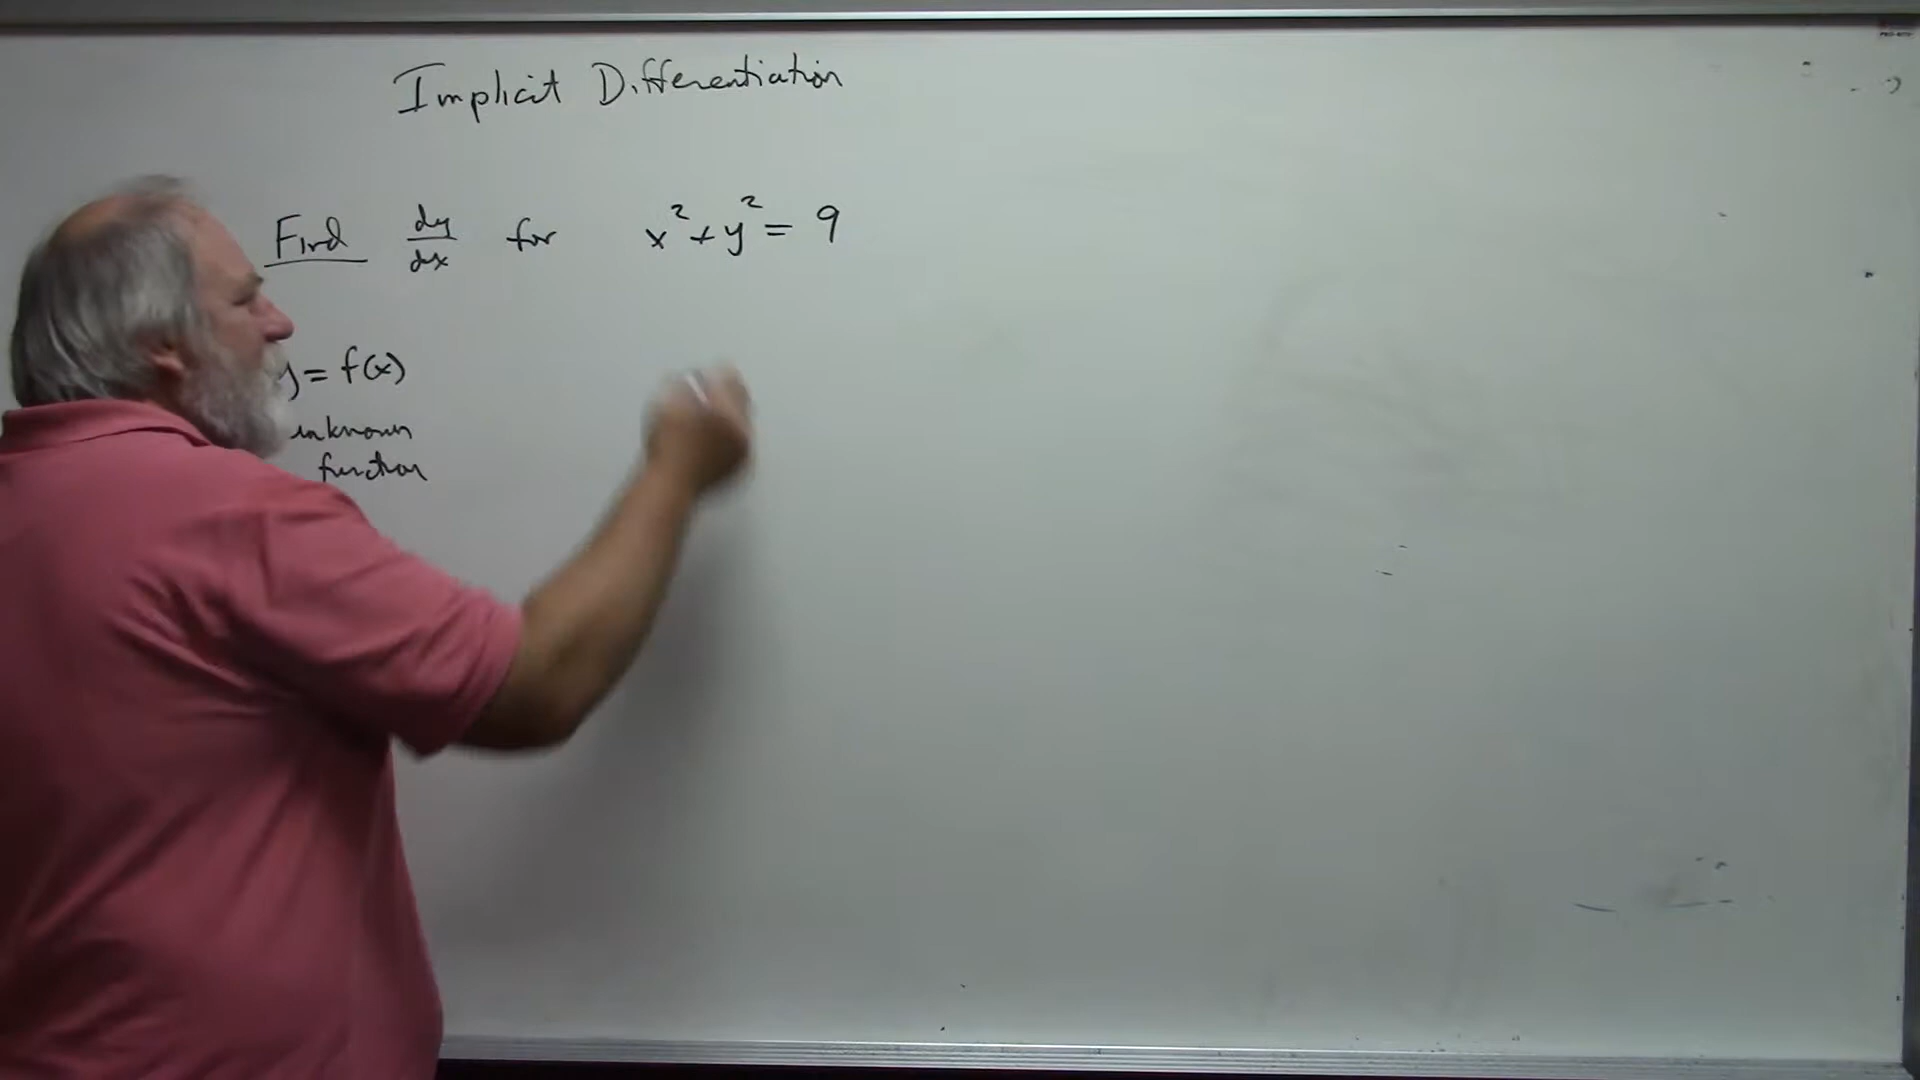 Implicit Differentiation
Find dy/dx for x² + y² = 9
y = f(x)
unknown
function